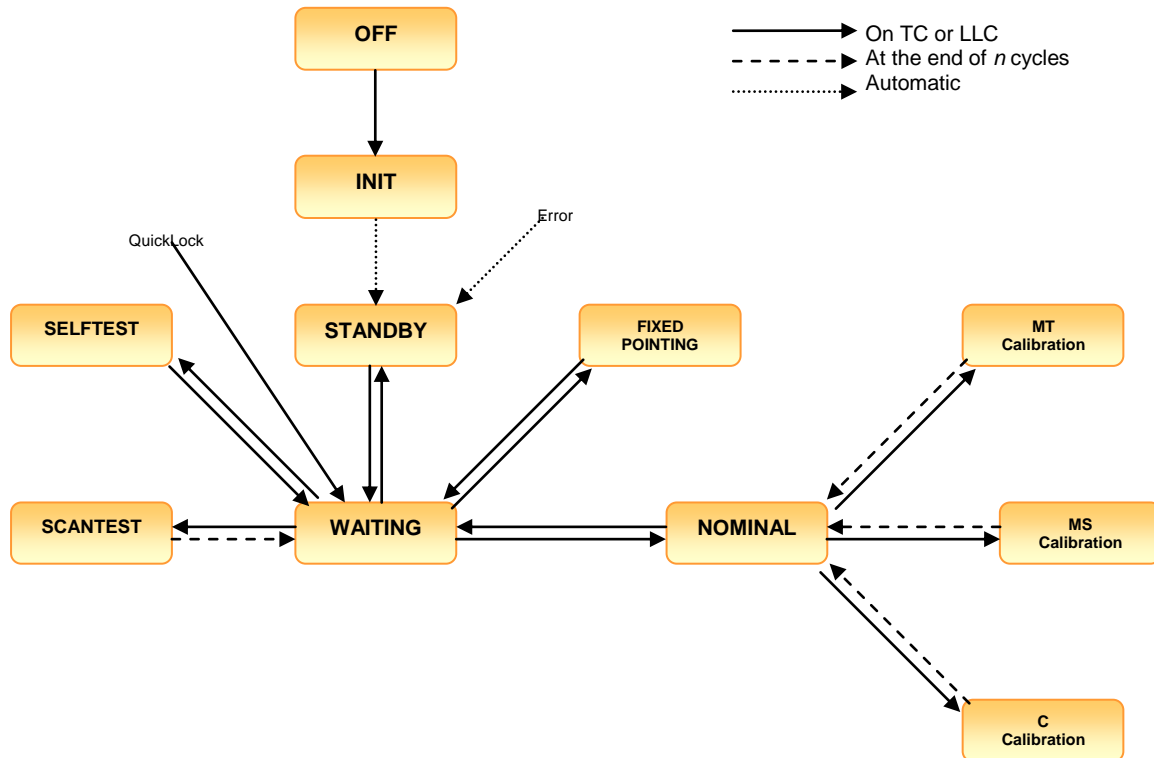 OFF
On TC or LLC
At the end of n cycles
Automatic
INIT
Error
QuickLock
SELFTEST
STANDBY
FIXED
POINTING
MT
Calibration
SCANTEST
WAITING
NOMINAL
MS
Calibration
C
Calibration